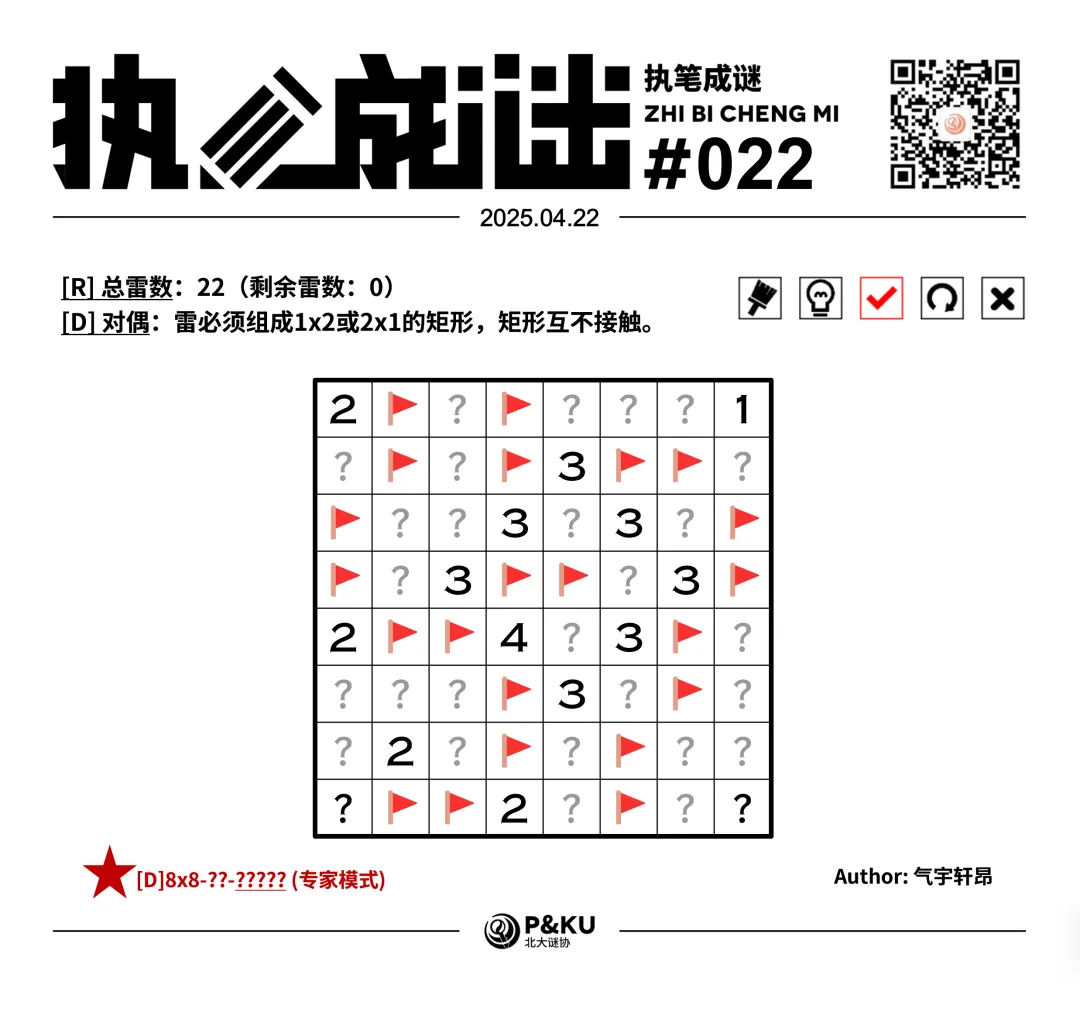 执笔成谜
执笔成谜
ZHI BI CHENG MI
#022
2025.04.22
[R] 总雷数：22（剩余雷数：0）
[D] 对偶：雷必须组成1x2或2x1的矩形，矩形互不接触。
2 ? ? ? ? 1
? ? 3 ?
? ? 3 ? 3 ?
? 3 ? 3
2 4 ? 3 ?
? ? ? 3 ? ?
? 2 ? ? ? ?
? 2 ? ? ?
[D]8x8-??-????? (专家模式)
Author: 气宇轩昂
P&KU
北大谜协